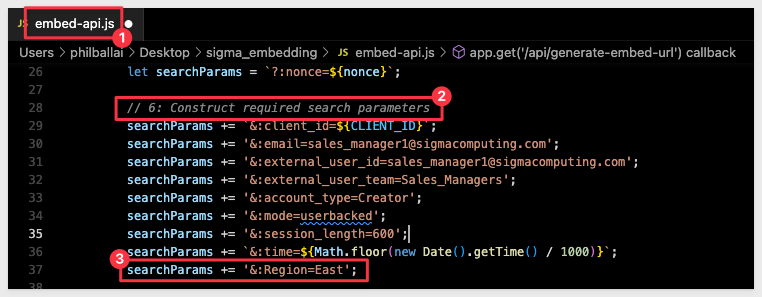 JS embed-api.js
1
Users > philballai > Desktop > sigma_embedding > JS embed-api.js > app.get('/api/generate-embed-url') callback
26 let searchParams = `?:nonce=${nonce}`;
27
2
28 // 6: Construct required search parameters
29 searchParams += `&:client_id=${CLIENT_ID}`;
30 searchParams += '&:email=sales_manager1@sigmacomputing.com';
31 searchParams += '&:external_user_id=sales_manager1@sigmacomputing.com';
32 searchParams += '&:external_user_team=Sales_Managers';
33 searchParams += '&:account_type=Creator';
34 searchParams += '&:mode=userbacked';
35 searchParams += '&:session_length=600';
36 searchParams += `&:time=${Math.floor(new Date().getTime() / 1000)}`;
3
37 searchParams += '&:Region=East';
38